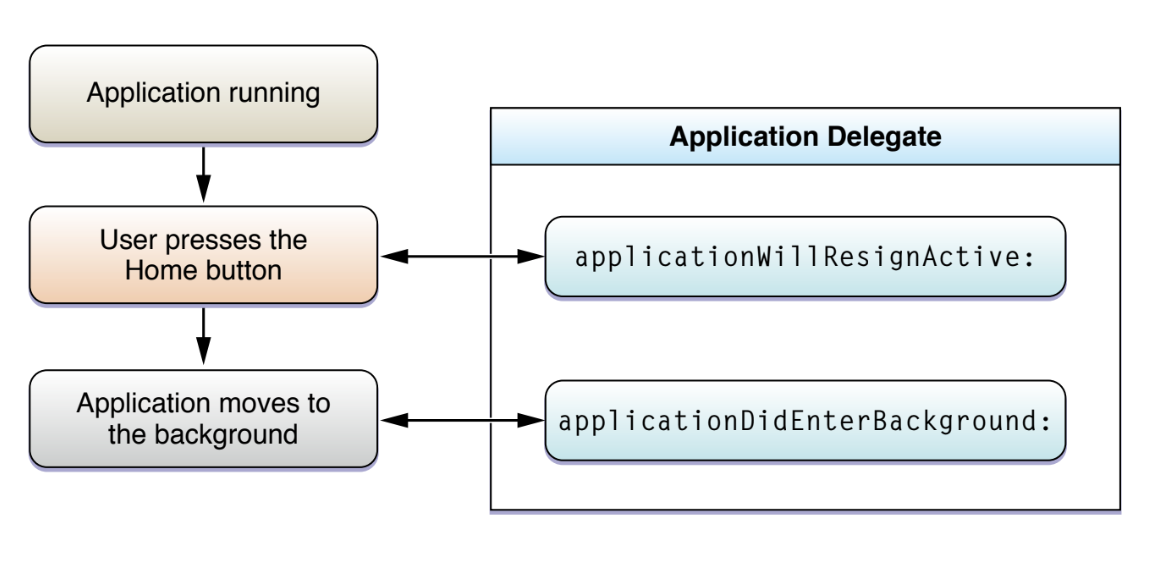 Application running
Application Delegate
User presses the
Home button
applicationWillResignActive:
Application moves to
the background
applicationDidEnterBackground: